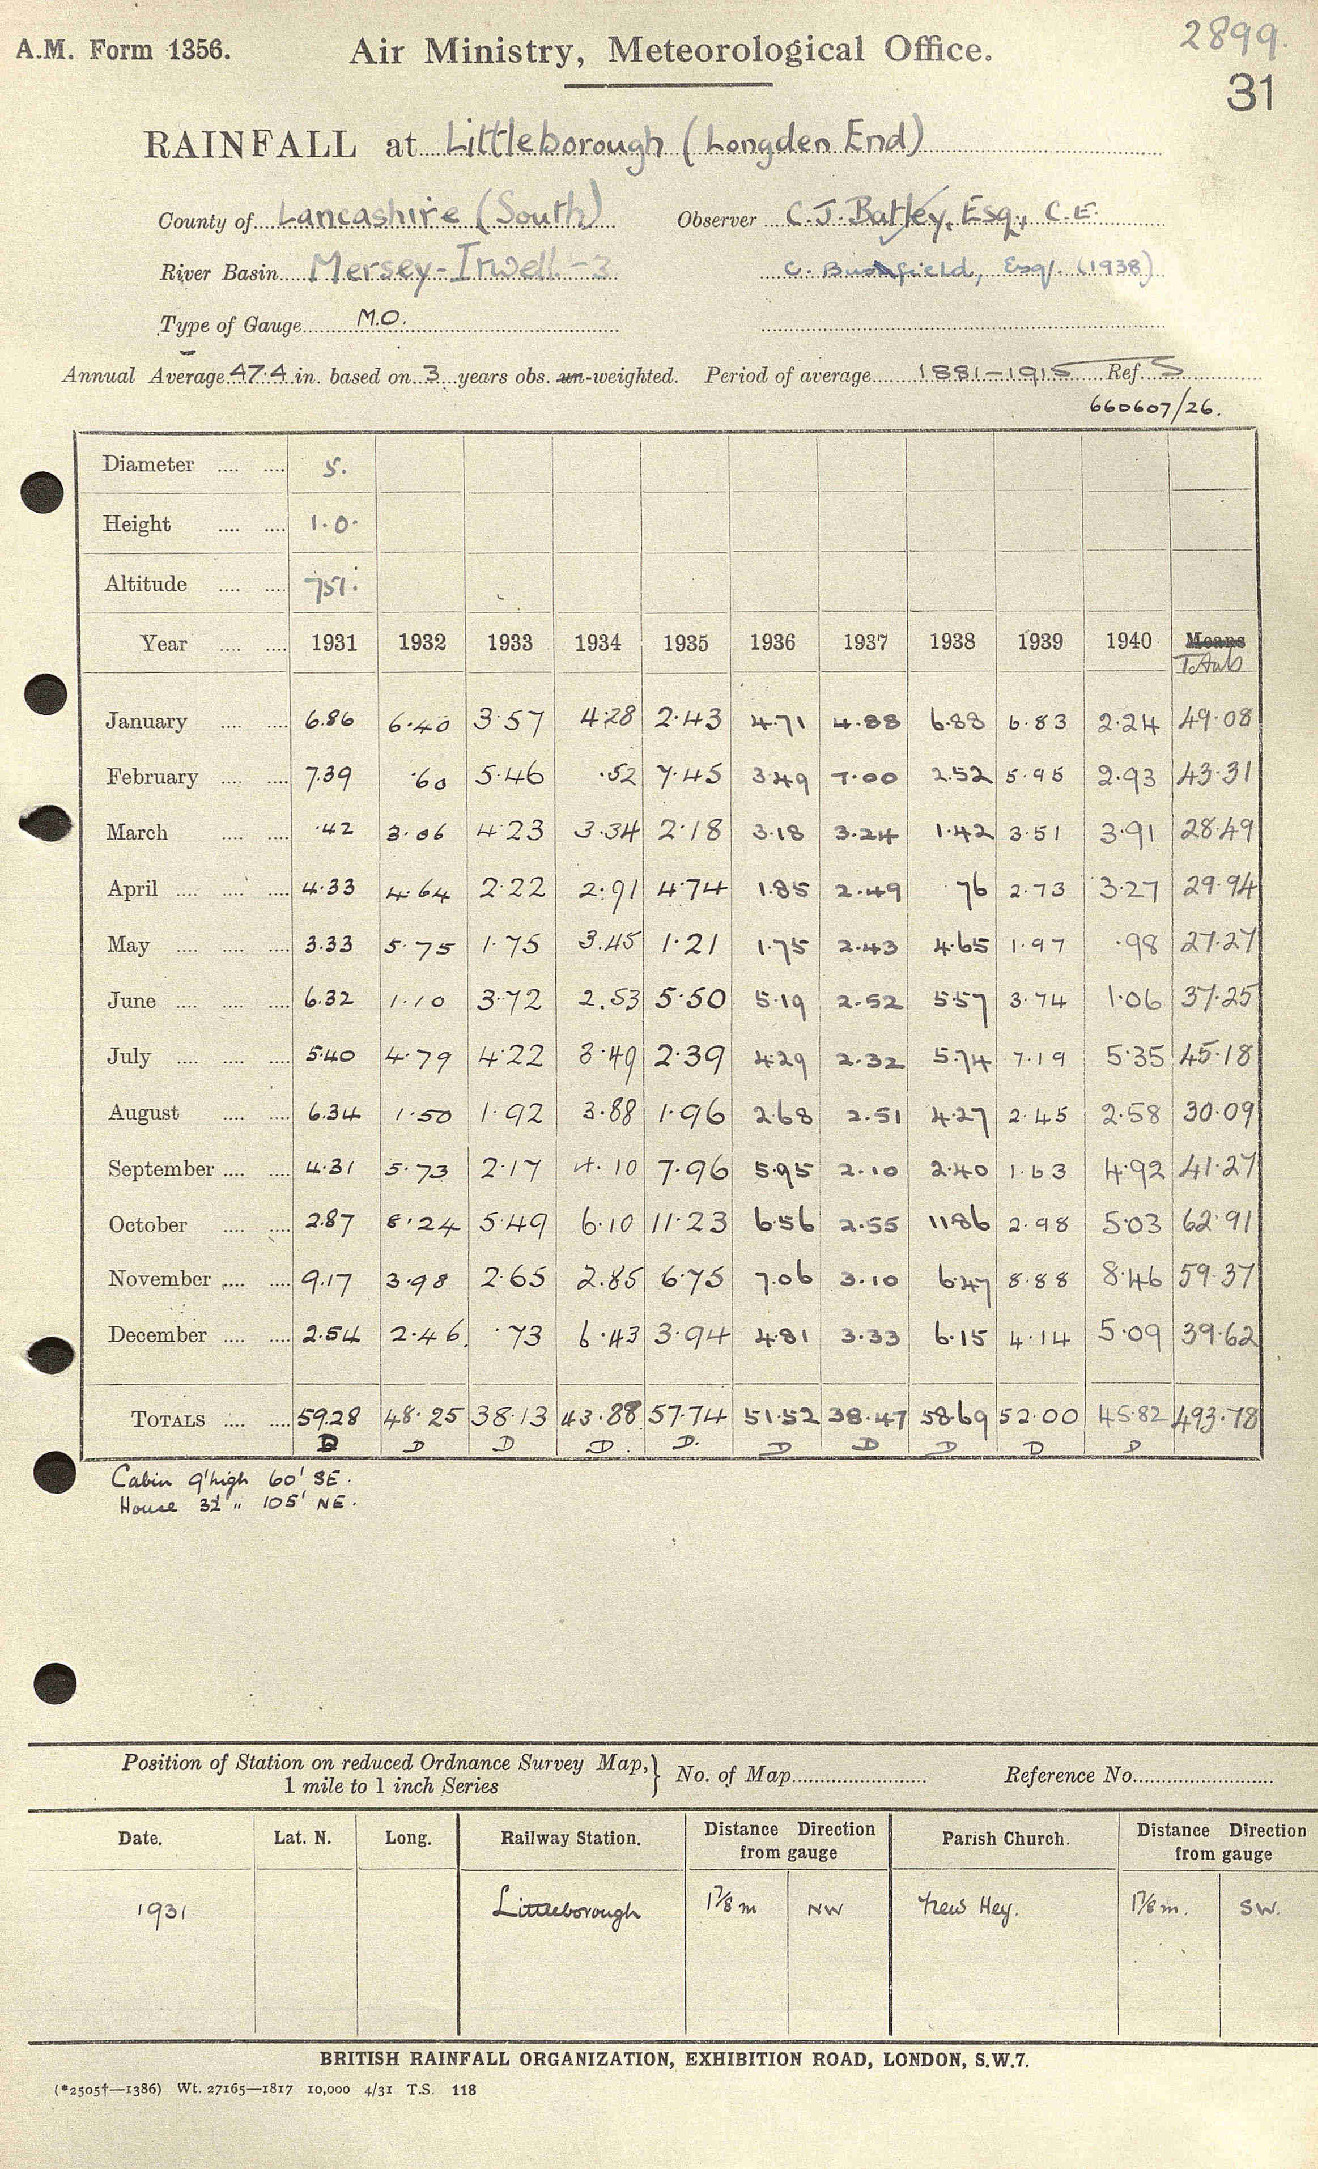 A.M. Form 1356. Air Ministry, Meteorological Office. 2899.
31
RAINFALL at Littleborough (Longden End)
County of Lancashire (South) Observer C.J. Batley, Esq., C.E.
River Basin Mersey-Irwell-3 C. Bushfield, Esq. (1938)
Type of Gauge M.O.
Annual Average 47.4 in. based on 3 years obs. un-weighted. Period of average 1881-1915 Ref. S
660607/26.
Diameter .... .... 5.
Height .... .... 1.0.
Altitude .... .... 751.
Year .... .... 1931 1932 1933 1934 1935 1936 1937 1938 1939 1940 Means
Totals
January .... .... 6.86 6.40 3.57 4.28 2.43 4.71 4.88 6.88 6.83 2.24 49.08
February .... .... 7.39 .60 5.46 .52 7.45 3.49 7.00 2.52 5.95 2.93 43.31
March .... .... .42 3.06 4.23 3.34 2.18 3.18 3.24 1.42 3.51 3.91 28.49
April .... .... .... 4.33 4.64 2.22 2.91 4.74 1.85 2.49 .76 2.73 3.27 29.94
May .... .... .... 3.33 5.75 1.75 3.45 1.21 1.75 2.43 4.65 1.97 .98 27.27
June .... .... .... 6.32 1.10 3.72 2.53 5.50 5.19 2.52 5.57 3.74 1.06 37.25
July .... .... .... 5.40 4.79 4.22 3.49 2.39 4.29 2.32 5.74 7.19 5.35 45.18
August .... .... 6.34 1.50 1.92 3.88 1.96 2.68 2.51 4.27 2.45 2.58 30.09
September .... .... 4.31 5.73 2.17 4.10 7.96 5.95 2.10 2.40 1.63 4.92 41.27
October .... .... 2.87 8.24 5.49 6.10 11.23 6.56 2.55 11.86 2.98 5.03 62.91
November .... .... 9.17 3.98 2.65 2.85 6.75 7.06 3.10 6.47 8.88 8.46 59.37
December .... .... 2.54 2.46 .73 6.43 3.94 4.81 3.33 6.15 4.14 5.09 39.62
TOTALS .... .... 59.28 48.25 38.13 43.88 57.74 51.52 38.47 58.69 52.00 45.82 493.78
D D D D. D. D D D D D
Cabin 9' high 60' SE.
House 32 " 105' NE.
Position of Station on reduced Ordnance Survey Map,} No. of Map Reference No.
1 mile to 1 inch Series
Date. Lat. N. Long. Railway Station. Distance Direction from gauge Parish Church. Distance Direction from gauge
1931 Littleborough 1⅞ m NW New Hey. 1⅞ m. SW.
BRITISH RAINFALL ORGANIZATION, EXHIBITION ROAD, LONDON, S.W.7.
(*2505†—1386) Wt. 27165—1817 10,000 4/31 T.S. 118